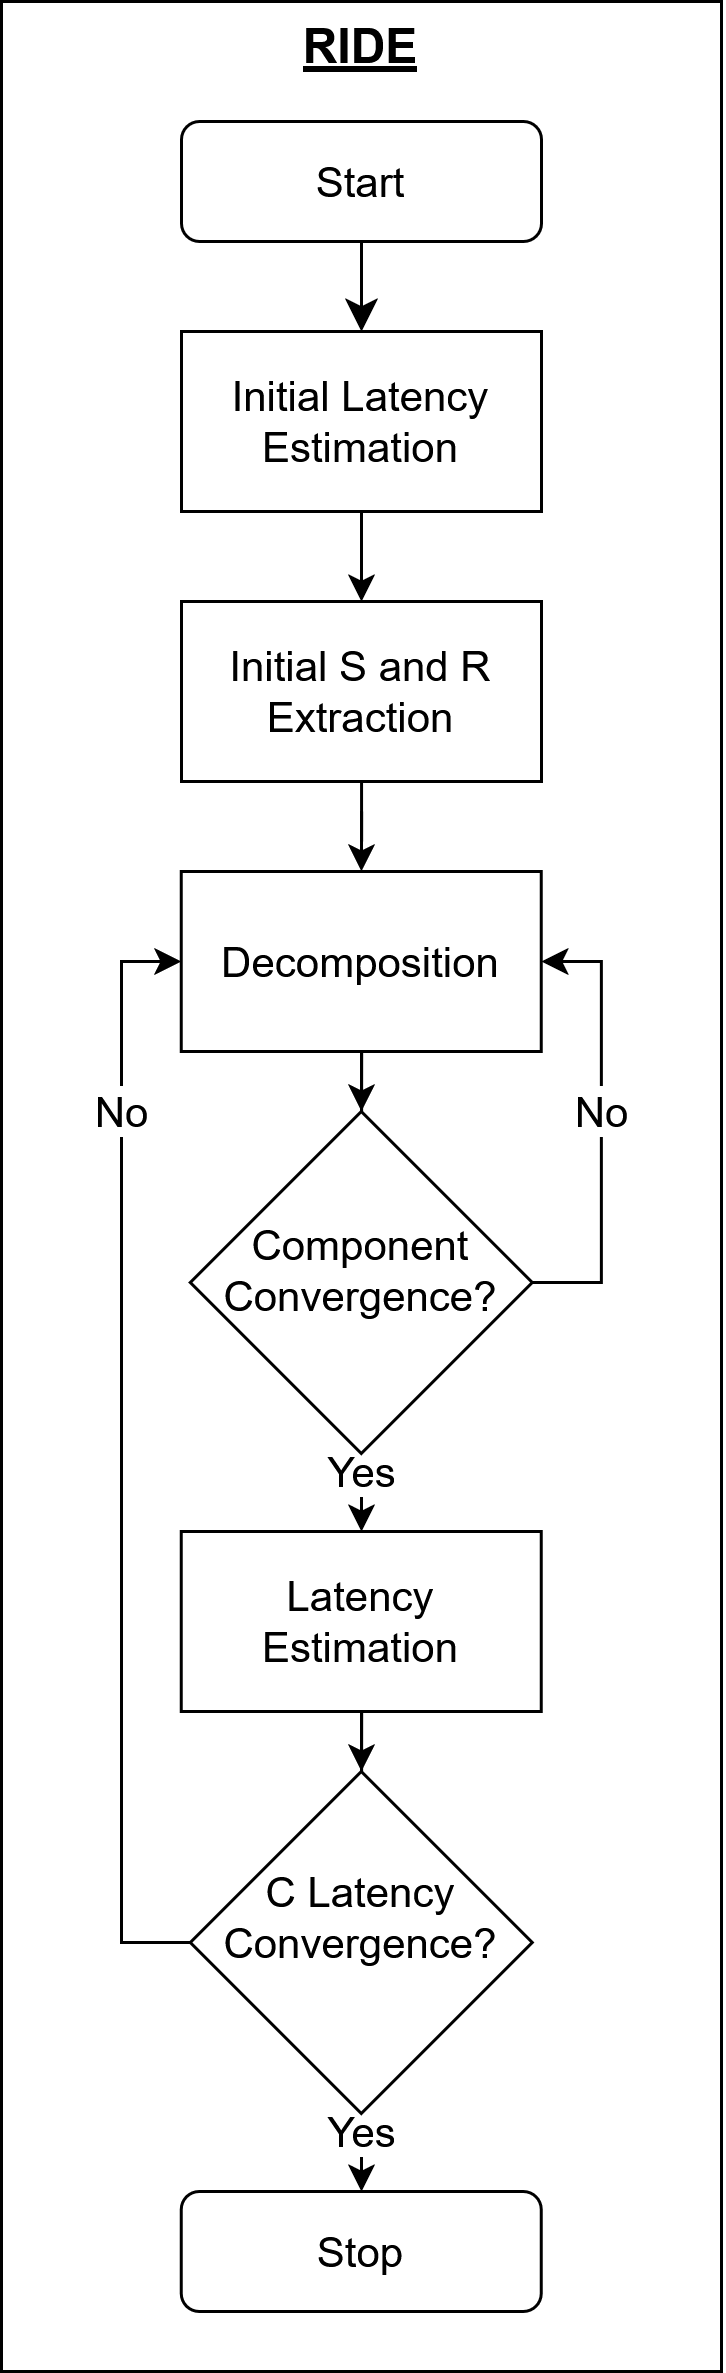 RIDE
Start
Initial Latency
Estimation
Initial S and R
Extraction
Decomposition
No
No
Component
Convergence?
Yes
Latency
Estimation
C Latency
Convergence?
Yes
Stop